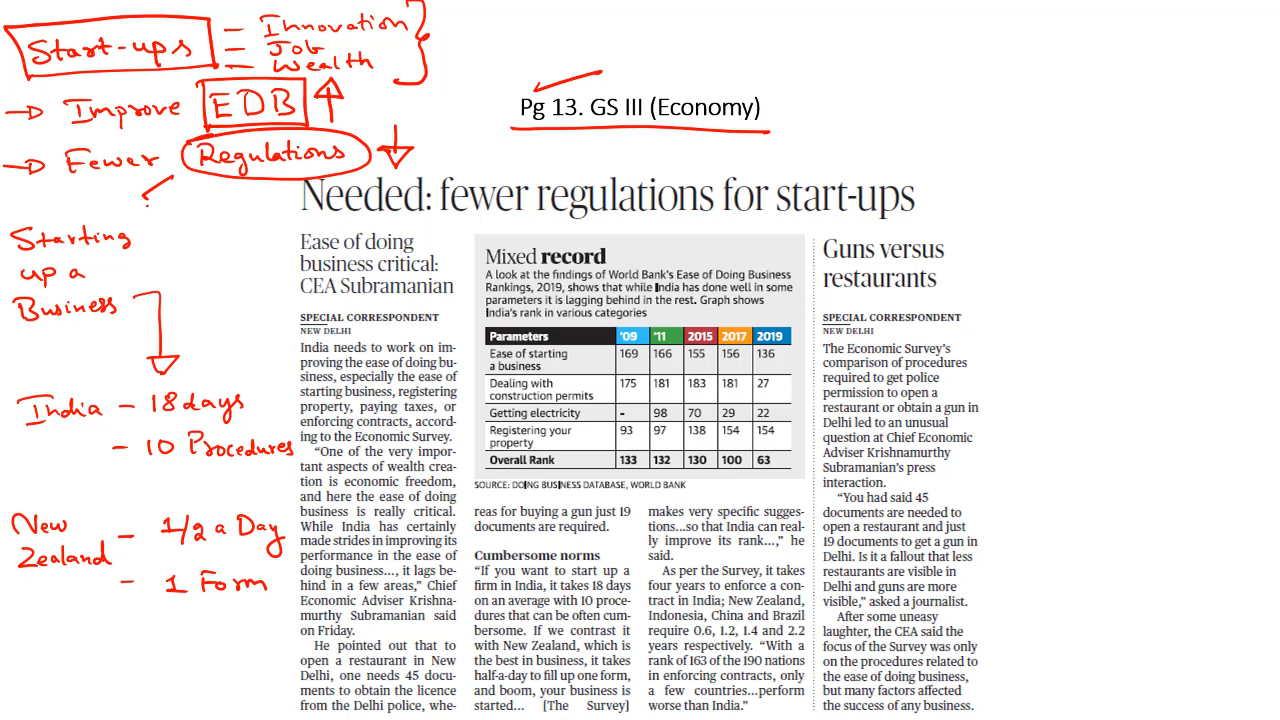 Start-ups
= Innovation
= Job
= Wealth
→ Improve EDB ↑
→ Fewer Regulations ↓
Starting
up a
Business
India - 18 days
- 10 Procedures
New
Zealand
- 1/2 a Day
- 1 Form
Pg 13. GS III (Economy)
Needed: fewer regulations for start-ups
Ease of doing
business critical:
CEA Subramanian
SPECIAL CORRESPONDENT
NEW DELHI
India needs to work on im-
proving the ease of doing bu-
siness, especially the ease of
starting business, registering
property, paying taxes, or
enforcing contracts, accord-
ing to the Economic Survey.
“One of the very impor-
tant aspects of wealth crea-
tion is economic freedom,
and here the ease of doing
business is really critical.
While India has certainly
made strides in improving its
performance in the ease of
doing business..., it lags be-
hind in a few areas,” Chief
Economic Adviser Krishna-
murthy Subramanian said
on Friday.
He pointed out that to
open a restaurant in New
Delhi, one needs 45 docu-
ments to obtain the licence
from the Delhi police, whe-
Mixed record
A look at the findings of World Bank's Ease of Doing Business
Rankings, 2019, shows that while India has done well in some
parameters it is lagging behind in the rest. Graph shows
India's rank in various categories
Parameters '09 '11 2015 2017 2019
Ease of starting
a business 169 166 155 156 136
Dealing with
construction permits 175 181 183 181 27
Getting electricity - 98 70 29 22
Registering your
property 93 97 138 154 154
Overall Rank 133 132 130 100 63
SOURCE: DOING BUSINESS DATABASE, WORLD BANK
reas for buying a gun just 19
documents are required.
Cumbersome norms
“If you want to start up a
firm in India, it takes 18 days
on an average with 10 proce-
dures that can be often cum-
bersome. If we contrast it
with New Zealand, which is
the best in business, it takes
half-a-day to fill up one form,
and boom, your business is
started... [The Survey]
makes very specific sugges-
tions...so that India can real-
ly improve its rank...,” he
said.
As per the Survey, it takes
four years to enforce a con-
tract in India; New Zealand,
Indonesia, China and Brazil
require 0.6, 1.2, 1.4 and 2.2
years respectively. “With a
rank of 163 of the 190 nations
in enforcing contracts, only
a few countries...perform
worse than India.”
Guns versus
restaurants
SPECIAL CORRESPONDENT
NEW DELHI
The Economic Survey's
comparison of procedures
required to get police
permission to open a
restaurant or obtain a gun in
Delhi led to an unusual
question at Chief Economic
Adviser Krishnamurthy
Subramanian's press
interaction.
“You had said 45
documents are needed to
open a restaurant and just
19 documents to get a gun in
Delhi. Is it a fallout that less
restaurants are visible in
Delhi and guns are more
visible,” asked a journalist.
After some uneasy
laughter, the CEA said the
focus of the Survey was only
on the procedures related to
the ease of doing business,
but many factors affected
the success of any business.